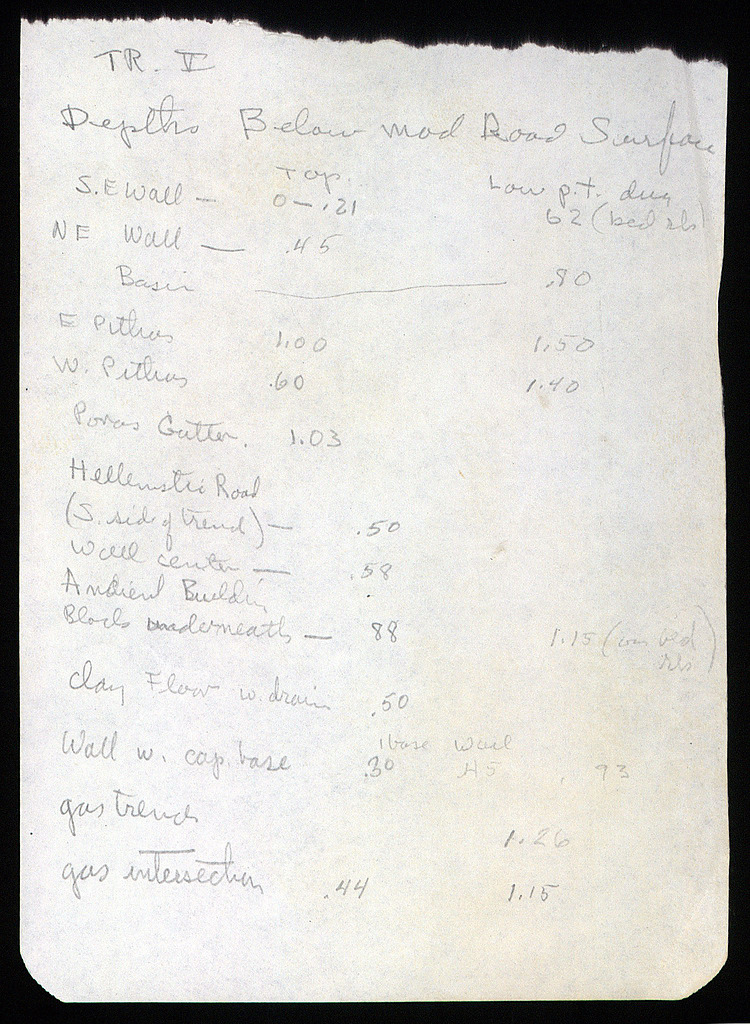 TR. V
Depths Below mod Road Surface
Top. Low pt. dug
S.E Wall — 0 – .21 62 (bed
NE Wall — .45
Basin — .80
E Pithos 1.00 1.50
W. Pithos .60 1.40
Poros Gutter. 1.03
Hellenistic Road
(S. side of trench) — .50
Wall center — .58
Ancient Building
Blocks underneath — 88 1.15 (on bed
Clay Floor w. drain .50
base wall
Wall w. cap. base .30 .45 .93
gas trench
1.26
gas intersection .44 1.15